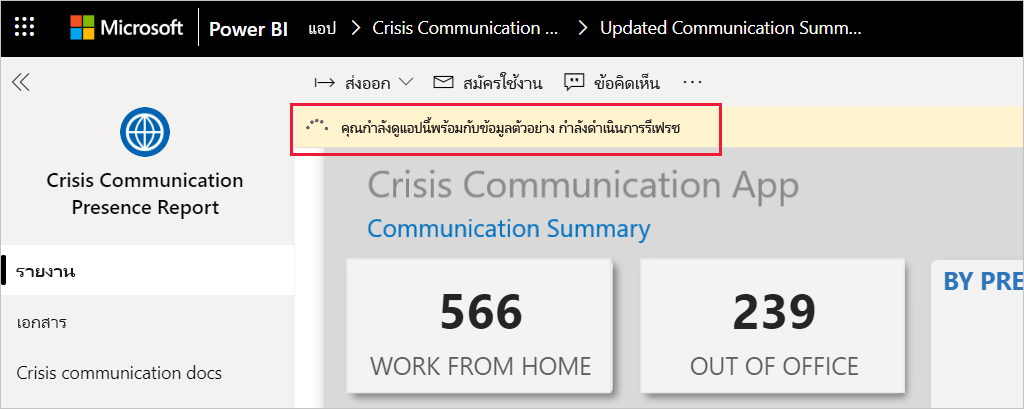 Microsoft Power BI แอป Crisis Communication ... Updated Communication Summ...
ส่งออก สมัครใช้งาน ข้อคิดเห็น ...
คุณกำลังดูแอปนี้พร้อมกับข้อมูลตัวอย่าง กำลังดำเนินการรีเฟรช
Crisis Communication
Presence Report
รายงาน
เอกสาร
Crisis communication docs
Crisis Communication App
Communication Summary
566
WORK FROM HOME
239
OUT OF OFFICE
BY PRE